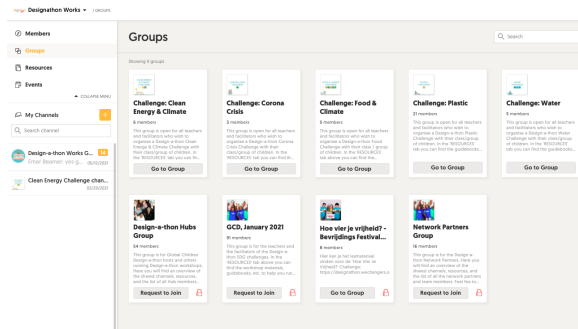 Designathon Works
GROUPS
Members
Groups
Resources
Events
COLLAPSE MENU
My Channels
Search channel
Design-a-thon Works G...
14
05/12/2021
Clean Energy Challenge chan...
03/23/2021
Groups
Search
Showing 9 groups
Challenge: Clean
Energy & Climate
6 members
This group is open for all teachers
and facilitators who wish to
organise a Design-a-thon Clean
Energy & Climate Challenge with
their class/group of children. In
the 'RESOURCES' tab you can fin...
Go to Group
Challenge: Corona
Crisis
3 members
This group is open for all teachers
and facilitators who wish to
organise a Design-a-thon Corona
Crisis Challenge with their
class/group of children. In the
'RESOURCES' tab you can find th...
Go to Group
Challenge: Food &
Climate
5 members
This group is open for all teachers
and facilitators who wish to
organise a Design-a-thon Food
Challenge with their class / group
of children. In the 'RESOURCES'
tab above you can find the...
Go to Group
Challenge: Plastic
21 members
This group is open for all teachers
and facilitators who wish to
organise a Design-a-thon Plastic
Challenge with their class/group
of children. In the 'RESOURCES'
tab you can find the guidebooks...
Go to Group
Challenge: Water
5 members
This group is open for all teachers
and facilitators who wish to
organise a Design-a-thon Water
Challenge with their class/group
of children. In the 'RESOURCES'
tab you can find the guidebooks...
Go to Group
Design-a-thon Hubs
Group
54 members
This group is for Global Children
Design-a-thon hosts and others
running Design-a-thon workshops.
Here you will find an overview of
the shared channels, resources,
and the list of all Hub members...
Request to Join
GCD, January 2021
91 members
This group is for the teachers and
the facilitators of the Design-a-
thon SDG challenges. In the
'RESOURCE' tab above you can
find the workshop materials,
guidebooks, etc. to help you run...
Request to Join
Hoe vier je vrijheid? -
Bevrijdings Festival...
8 members
Hier kan je het lesmateriaal
vinden voor de 'Hoe Vier Je
Vrijheid?' Challenge:
https://designathon.wechangers.o
Go to Group
Network Partners
Group
16 members
This group is for the Design-a-
thon Network Partners. Here you
will find an overview of the
shared channels, resources, and
the list of all the network partners
and team members. Feel free to...
Request to Join